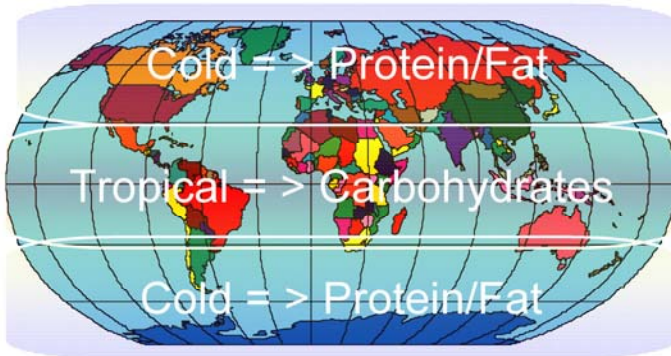 Cold = > Protein/Fat
Tropical = > Carbohydrates
Cold = > Protein/Fat